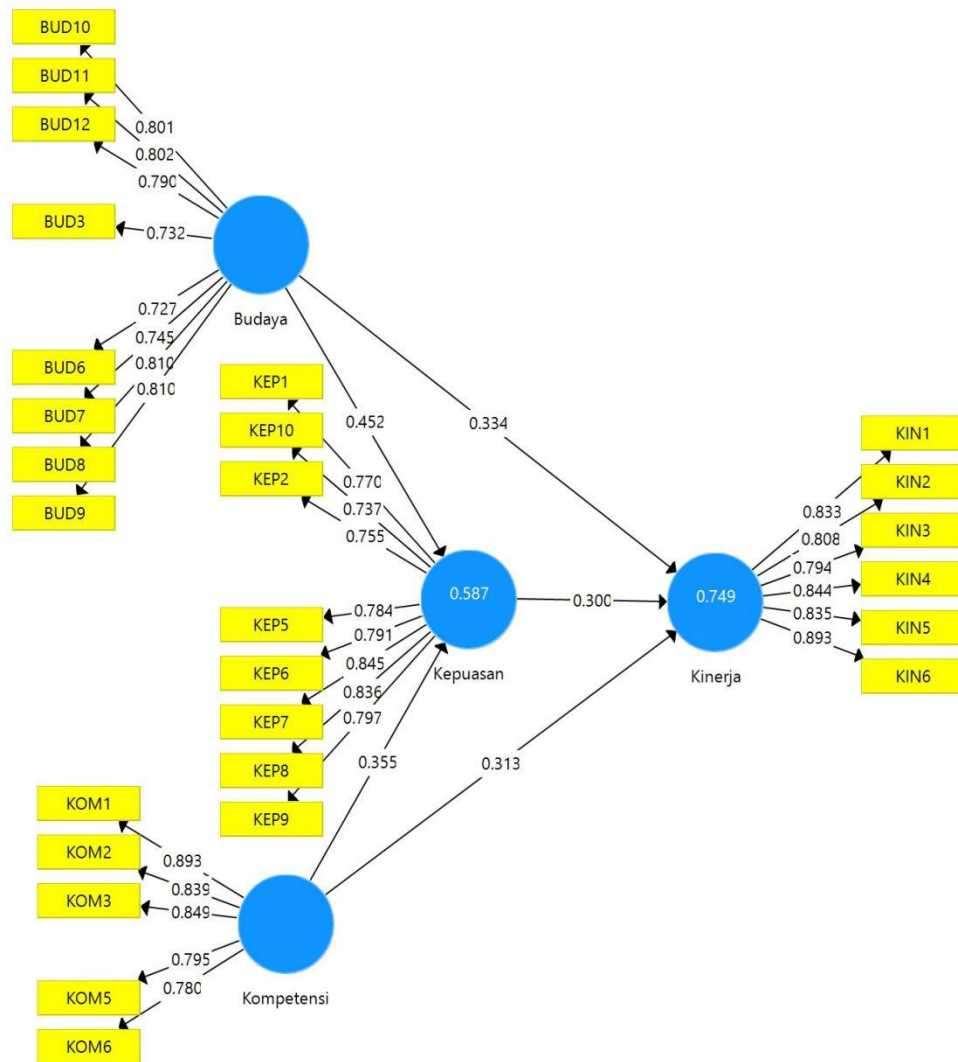 BUD10
BUD11
BUD12
BUD3
BUD6
BUD7
BUD8
BUD9
0.801
0.802
0.790
0.732
0.727
0.745
0.810
0.810
Budaya
0.452
0.334
KEP1
KEP10
KEP2
KEP5
KEP6
KEP7
KEP8
KEP9
0.770
0.737
0.755
0.784
0.791
0.845
0.836
0.797
0.587
Kepuasan
0.300
0.355
0.313
0.749
Kinerja
0.833
0.808
0.794
0.844
0.835
0.893
KIN1
KIN2
KIN3
KIN4
KIN5
KIN6
KOM1
KOM2
KOM3
KOM5
KOM6
0.893
0.839
0.849
0.795
0.780
Kompetensi